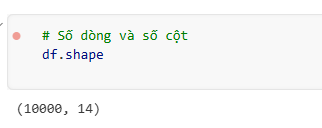 # Số dòng và số cột
df.shape
(10000, 14)